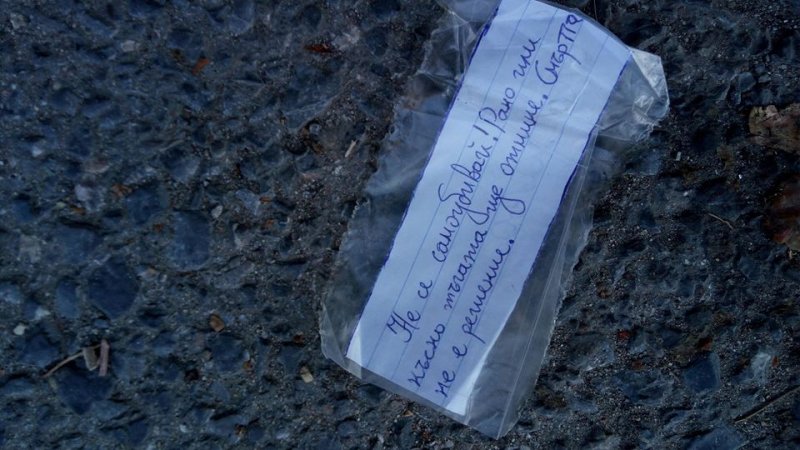 Не се самоубивай! Рано или
късно тъгата ще отмине. Смъртта
не е решение.